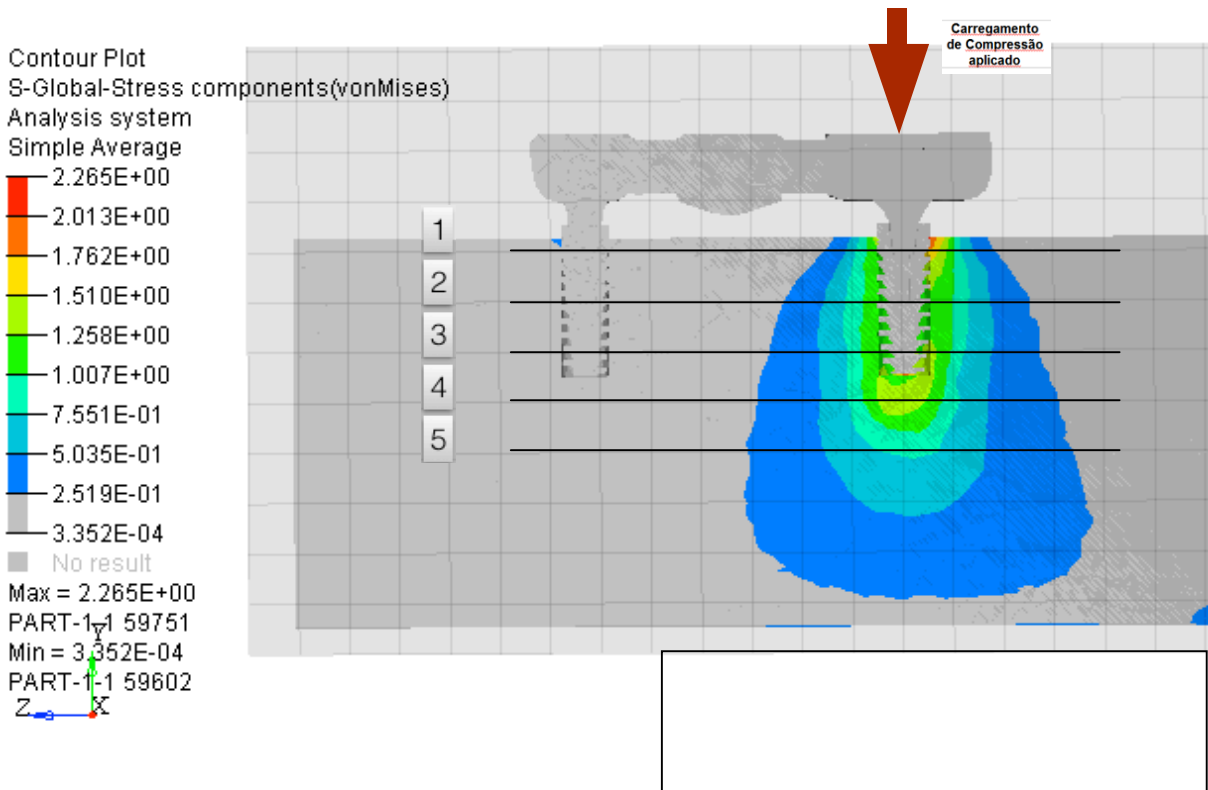 Carregamento
de Compressão
aplicado
Contour Plot
S-Global-Stress components(vonMises)
Analysis system
Simple Average
2.265E+00
2.013E+00
1.762E+00
1.510E+00
1.258E+00
1.007E+00
7.551E-01
5.035E-01
2.519E-01
3.352E-04
No result
Max = 2.265E+00
PART-1-1 59751
Min = 3.352E-04
PART-1-1 59602
Y
Z
X
1
2
3
4
5